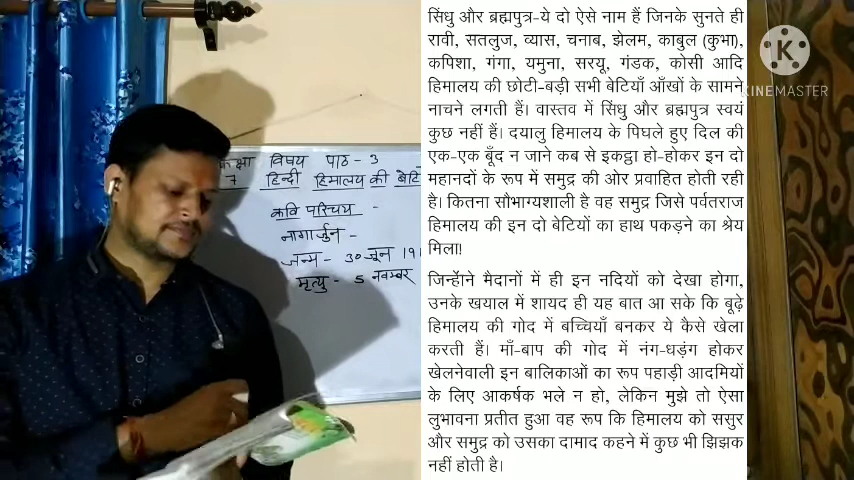 कक्षा विषय पाठ - 3
7 हिन्दी हिमालय की बेटि
कवि परिचय -
नागार्जुन -
जन्म - 30 जून 191
मृत्यु - 5 नवम्बर
सिंधु और ब्रह्मपुत्र-ये दो ऐसे नाम हैं जिनके सुनते ही
रावी, सतलुज, व्यास, चनाब, झेलम, काबुल (कुभा),
कपिशा, गंगा, यमुना, सरयू, गंडक, कोसी आदि
हिमालय की छोटी-बड़ी सभी बेटियाँ आँखों के सामने
नाचने लगती हैं। वास्तव में सिंधु और ब्रह्मपुत्र स्वयं
कुछ नहीं हैं। दयालु हिमालय के पिघले हुए दिल की
एक-एक बूँद न जाने कब से इकट्ठा हो-होकर इन दो
महानदों के रूप में समुद्र की ओर प्रवाहित होती रही
है। कितना सौभाग्यशाली है वह समुद्र जिसे पर्वतराज
हिमालय की इन दो बेटियों का हाथ पकड़ने का श्रेय
मिला!
जिन्होंने मैदानों में ही इन नदियों को देखा होगा,
उनके खयाल में शायद ही यह बात आ सके कि बूढ़े
हिमालय की गोद में बच्चियाँ बनकर ये कैसे खेला
करती हैं। माँ-बाप की गोद में नंग-धड़ंग होकर
खेलनेवाली इन बालिकाओं का रूप पहाड़ी आदमियों
के लिए आकर्षक भले न हो, लेकिन मुझे तो ऐसा
लुभावना प्रतीत हुआ वह रूप कि हिमालय को ससुर
और समुद्र को उसका दामाद कहने में कुछ भी झिझक
नहीं होती है।
KINEMASTER